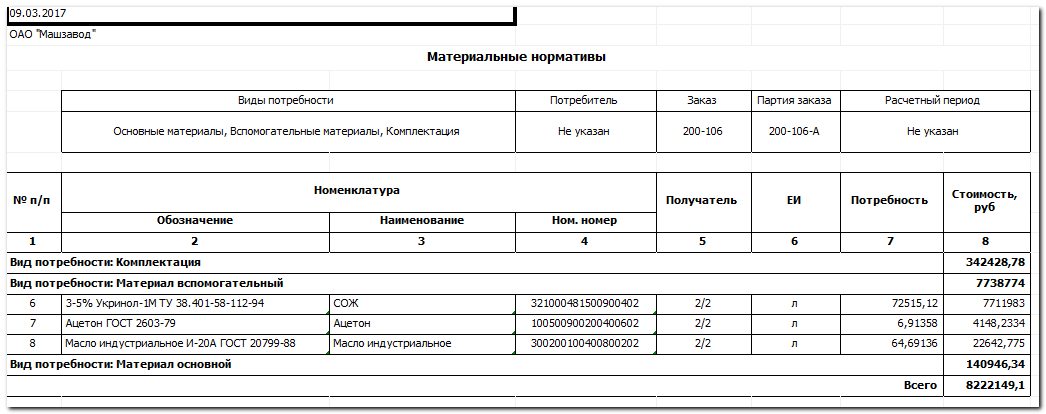 09.03.2017
ОАО "Машзавод"
Материальные нормативы
Виды потребности Потребитель Заказ Партия заказа Расчетный период
Основные материалы, Вспомогательные материалы, Комплектация Не указан 200-106 200-106-А Не указан
№ п/п Номенклатура Получатель ЕИ Потребность Стоимость, руб
Обозначение Наименование Ном. номер
1 2 3 4 5 6 7 8
Вид потребности: Комплектация 342428,78
Вид потребности: Материал вспомогательный 7738774
6 3-5% Укринол-1М ТУ 38.401-58-112-94 СОЖ 321000481500900402 2/2 л 72515,12 7711983
7 Ацетон ГОСТ 2603-79 Ацетон 100500900200400602 2/2 л 6,91358 4148,2334
8 Масло индустриальное И-20А ГОСТ 20799-88 Масло индустриальное 300200100400800202 2/2 л 64,69136 22642,775
Вид потребности: Материал основной 140946,34
Всего 8222149,1